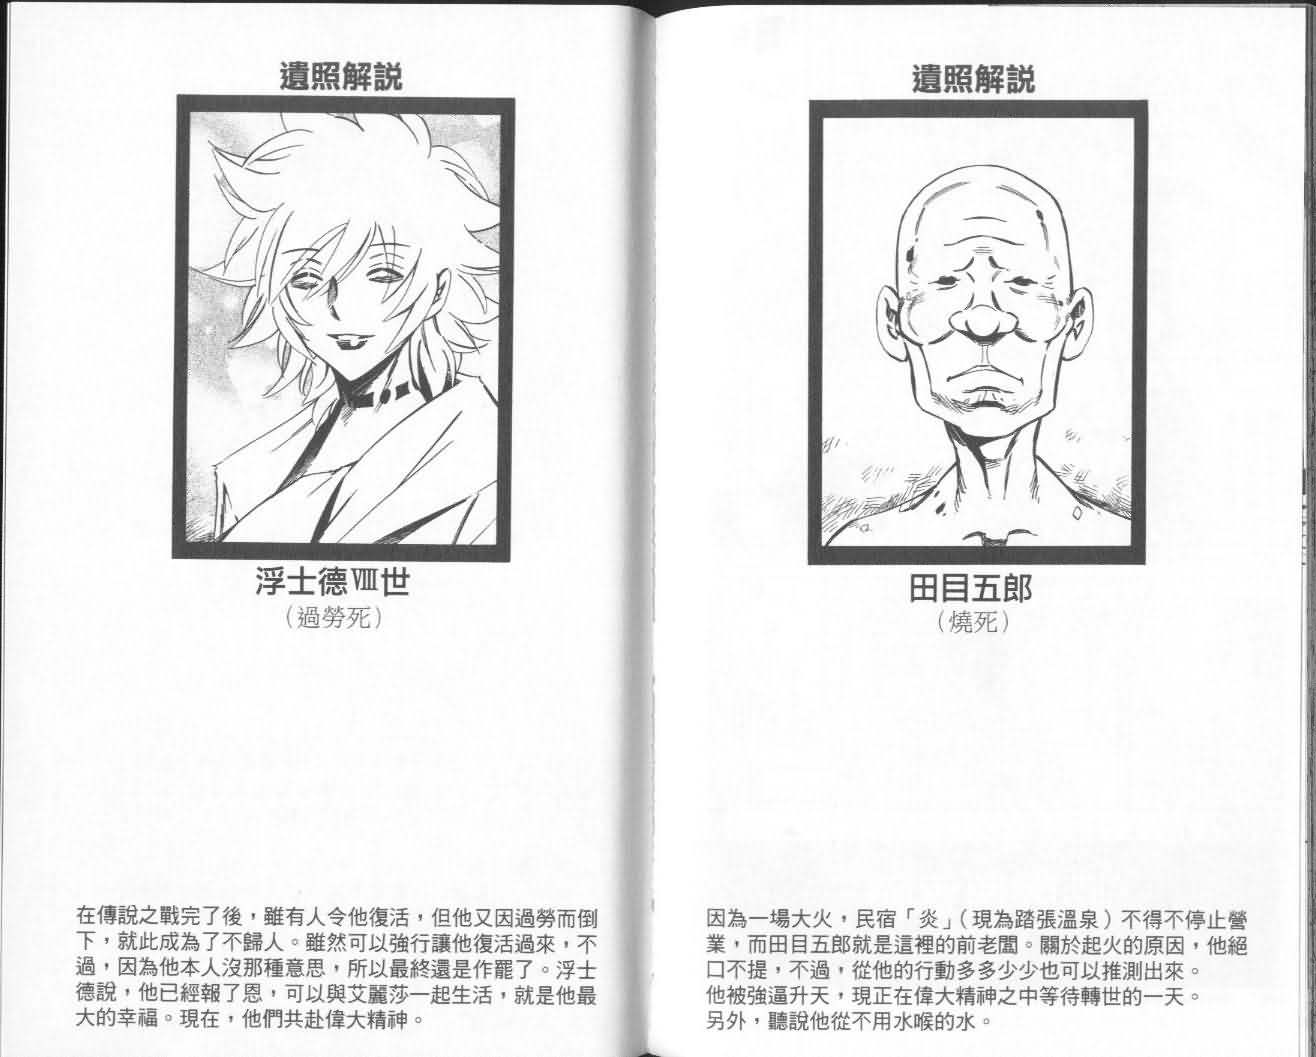 遺照解説
浮士德Ⅷ世
（過勞死）
在傳說之戰完了後，雖有人令他復活，但他又因過勞而倒
下，就此成為了不歸人。雖然可以強行讓他復活過來，不
過，因為他本人沒那種意思，所以最終還是作罷了。浮士
德說，他已經報了恩，可以與艾麗莎一起生活，就是他最
大的幸福。現在，他們共赴偉大精神。
遺照解説
田目五郎
（燒死）
因為一場大火，民宿「炎」（現為踏張溫泉）不得不停止營
業，而田目五郎就是這裡的前老闆。關於起火的原因，他絕
口不提，不過，從他的行動多多少少也可以推測出來。
他被強逼升天，現正在偉大精神之中等待轉世的一天。
另外，聽說他從不用水喉的水。